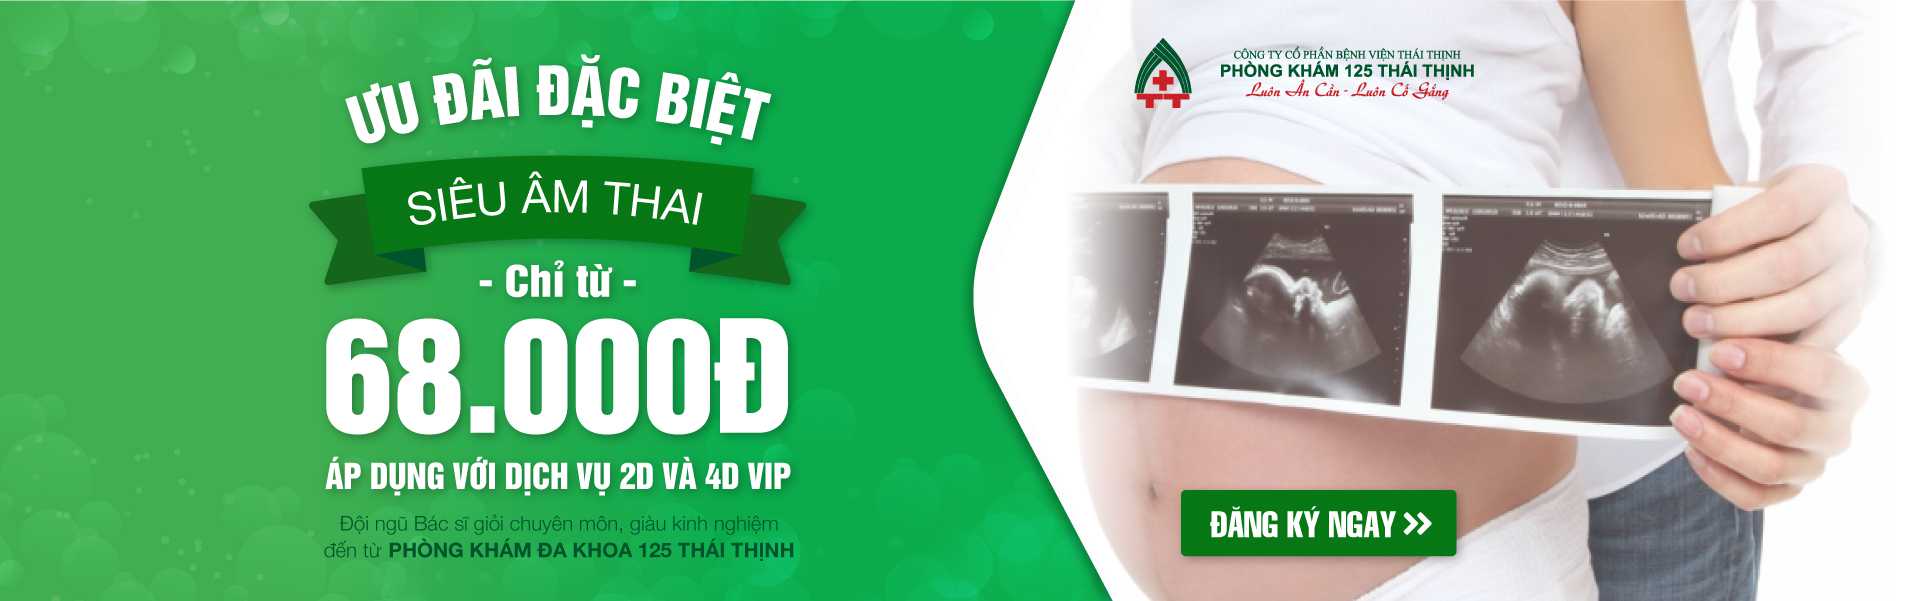 ƯU ĐÃI ĐẶC BIỆT
SIÊU ÂM THAI
- Chỉ từ -
68.000Đ
ÁP DỤNG VỚI DỊCH VỤ 2D VÀ 4D VIP
Đội ngũ Bác sĩ giỏi chuyên môn, giàu kinh nghiệm
đến từ PHÒNG KHÁM ĐA KHOA 125 THÁI THỊNH
CÔNG TY CỔ PHẦN BỆNH VIỆN THÁI THỊNH
PHÒNG KHÁM 125 THÁI THỊNH
Luôn Ân Cần - Luôn Cố Gắng
ĐĂNG KÝ NGAY >>